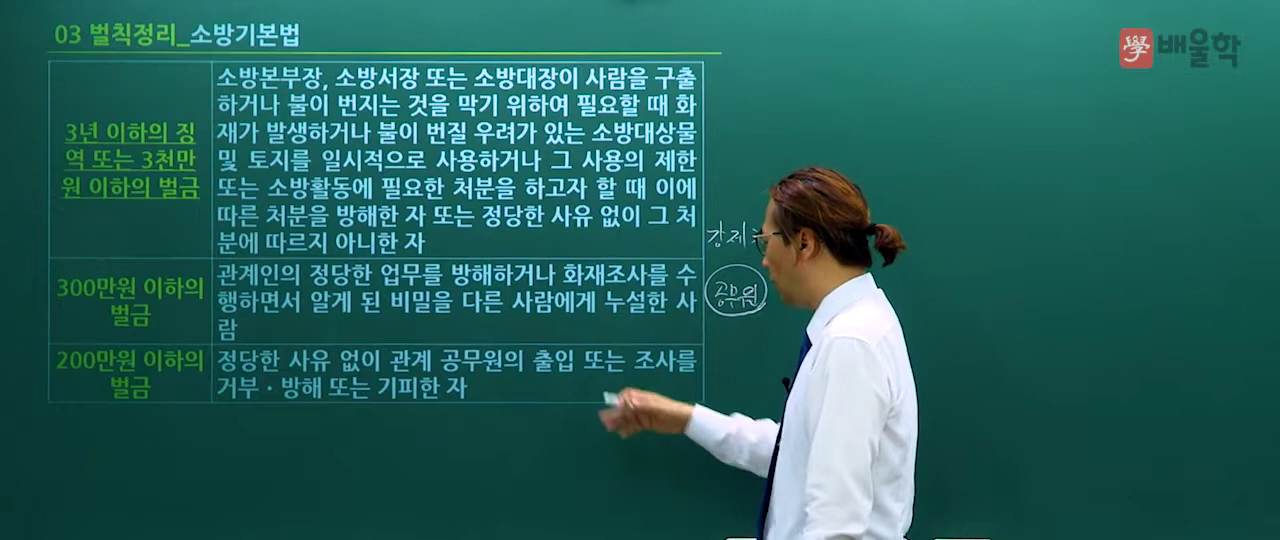 03 벌칙정리_소방기본법
學 배울학
3년 이하의 징
역 또는 3천만
원 이하의 벌금
소방본부장, 소방서장 또는 소방대장이 사람을 구출
하거나 불이 번지는 것을 막기 위하여 필요할 때 화
재가 발생하거나 불이 번질 우려가 있는 소방대상물
및 토지를 일시적으로 사용하거나 그 사용의 제한
또는 소방활동에 필요한 처분을 하고자 할 때 이에
따른 처분을 방해한 자 또는 정당한 사유 없이 그 처
분에 따르지 아니한 자
강제
300만원 이하의
벌금
관계인의 정당한 업무를 방해하거나 화재조사를 수
행하면서 알게 된 비밀을 다른 사람에게 누설한 사
람
공무원
200만원 이하의
벌금
정당한 사유 없이 관계 공무원의 출입 또는 조사를
거부·방해 또는 기피한 자